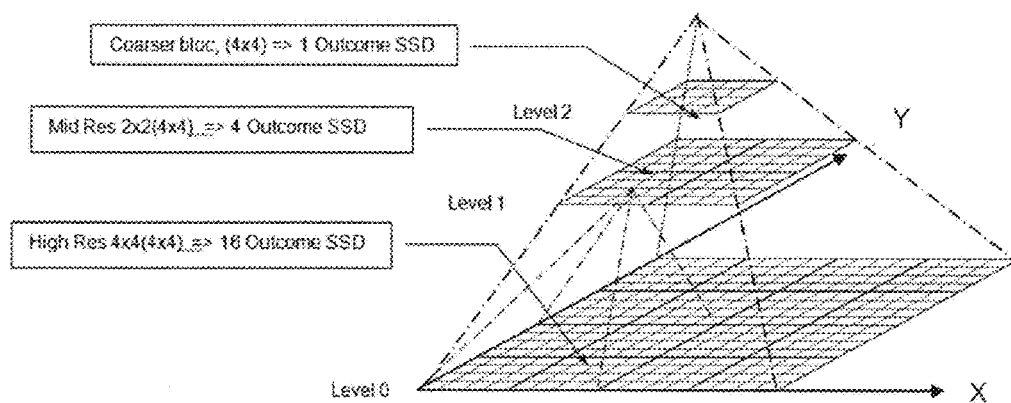 Coarser bloc, (4x4) => 1 Outcome SSD
Level 2
Y
Mid Res 2x2(4x4) => 4 Outcome SSD
Level 1
High Res 4x4(4x4) => 16 Outcome SSD
Level 0
X